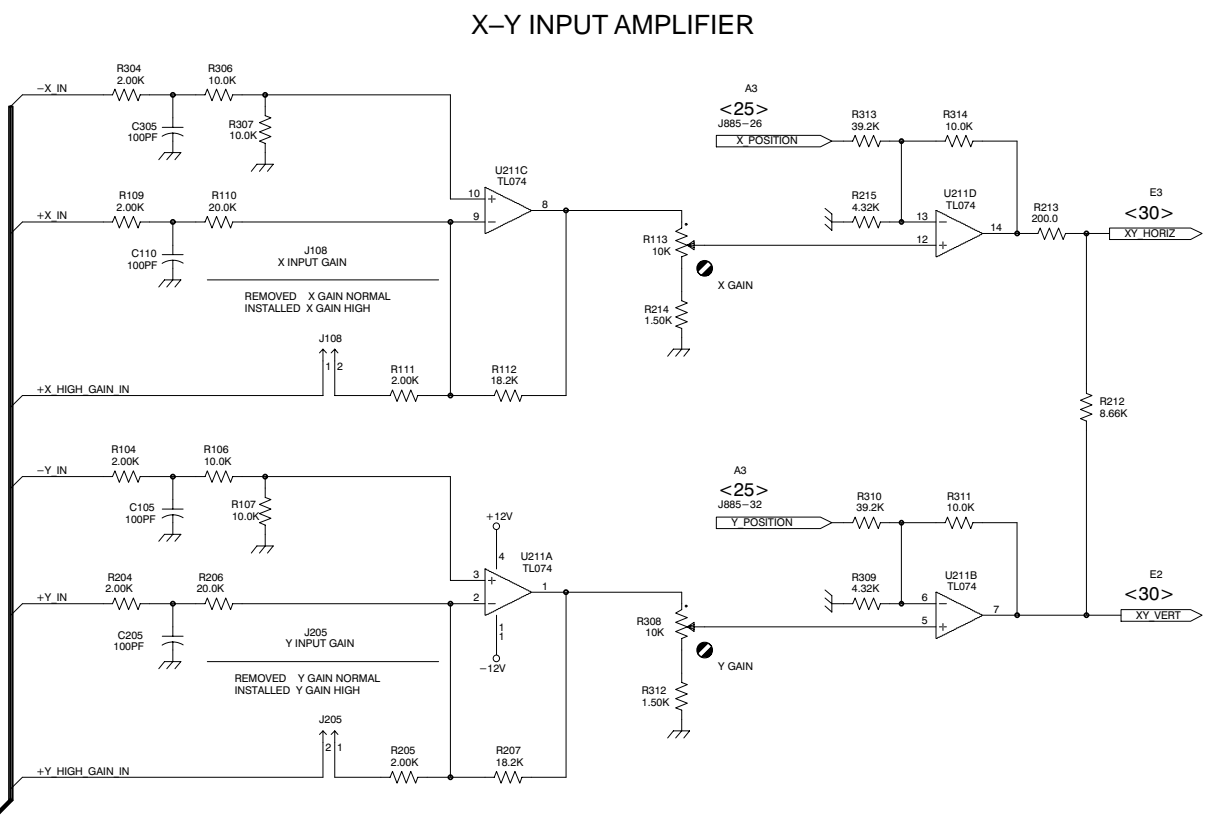 X–Y INPUT AMPLIFIER
R304
2.00K
R306
10.0K
–X_IN
C305
100PF
R307
10.0K
R109
2.00K
R110
20.0K
+X_IN
C110
100PF
J108
X INPUT GAIN
REMOVED X GAIN NORMAL
INSTALLED X GAIN HIGH
J108
1 2
R111
2.00K
R112
18.2K
+X_HIGH_GAIN_IN
U211C
TL074
10
9
8
+
–
R113
10K
X GAIN
R214
1.50K
A3
<25>
J885–26
X_POSITION
R313
39.2K
R314
10.0K
R215
4.32K
U211D
TL074
13
12
14
–
+
R213
200.0
E3
<30>
XY_HORIZ
R212
8.66K
R104
2.00K
R106
10.0K
–Y_IN
C105
100PF
R107
10.0K
R204
2.00K
R206
20.0K
+Y_IN
C205
100PF
J205
Y INPUT GAIN
REMOVED Y GAIN NORMAL
INSTALLED Y GAIN HIGH
J205
2 1
R205
2.00K
R207
18.2K
+Y_HIGH_GAIN_IN
+12V
4
U211A
TL074
3
2
1
+
–
1
1
–12V
R308
10K
Y GAIN
R312
1.50K
A3
<25>
J885–32
Y_POSITION
R310
39.2K
R311
10.0K
R309
4.32K
U211B
TL074
6
5
7
–
+
E2
<30>
XY_VERT